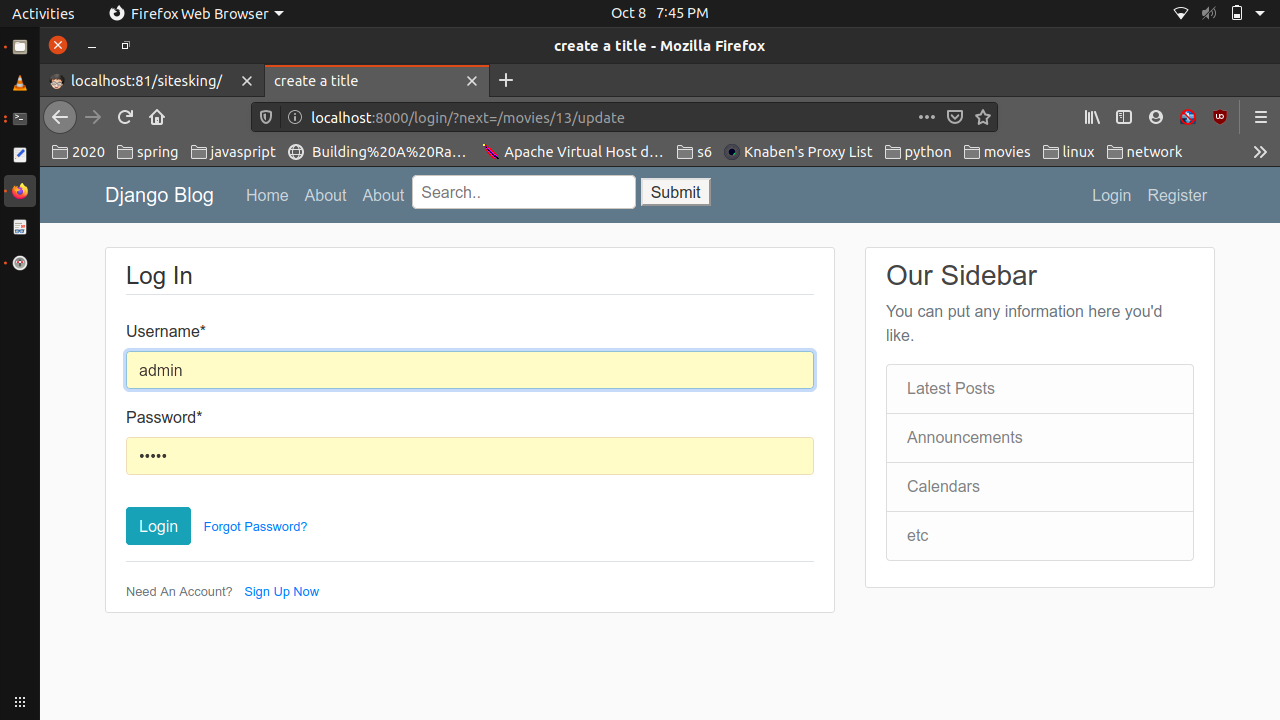 Activities Firefox Web Browser Oct 8 7:45 PM
create a title - Mozilla Firefox
localhost:81/sitesking/ create a title
localhost:8000/login/?next=/movies/13/update
2020 spring javascript Building%20A%20Ra… Apache Virtual Host d… s6 Knaben's Proxy List python movies linux network
Django Blog Home About About Search.. Submit Login Register
Log In
Username*
admin
Password*
•••••
Login Forgot Password?
Need An Account? Sign Up Now
Our Sidebar
You can put any information here you'd
like.
Latest Posts
Announcements
Calendars
etc